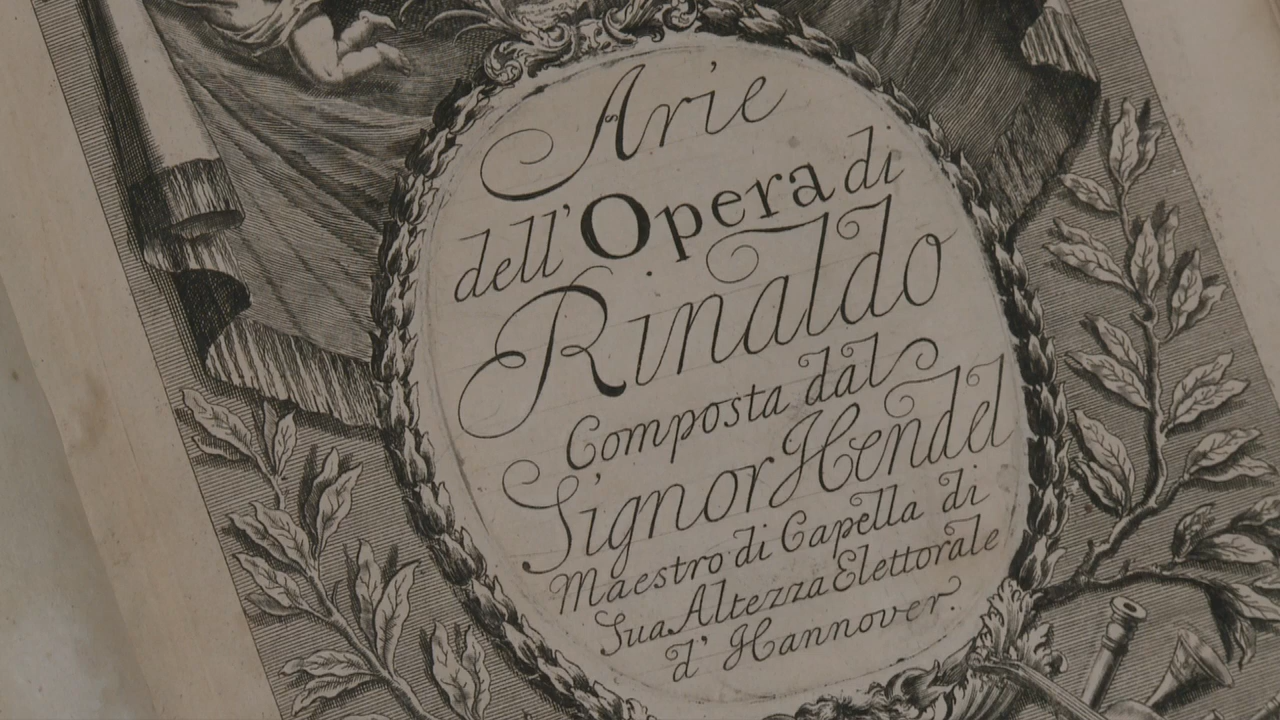 Arie
dell'Opera di
Rinaldo
Composta dal
Signor Hendel
Maestro di Capella di
Sua Altezza Elettorale
d' Hannover.